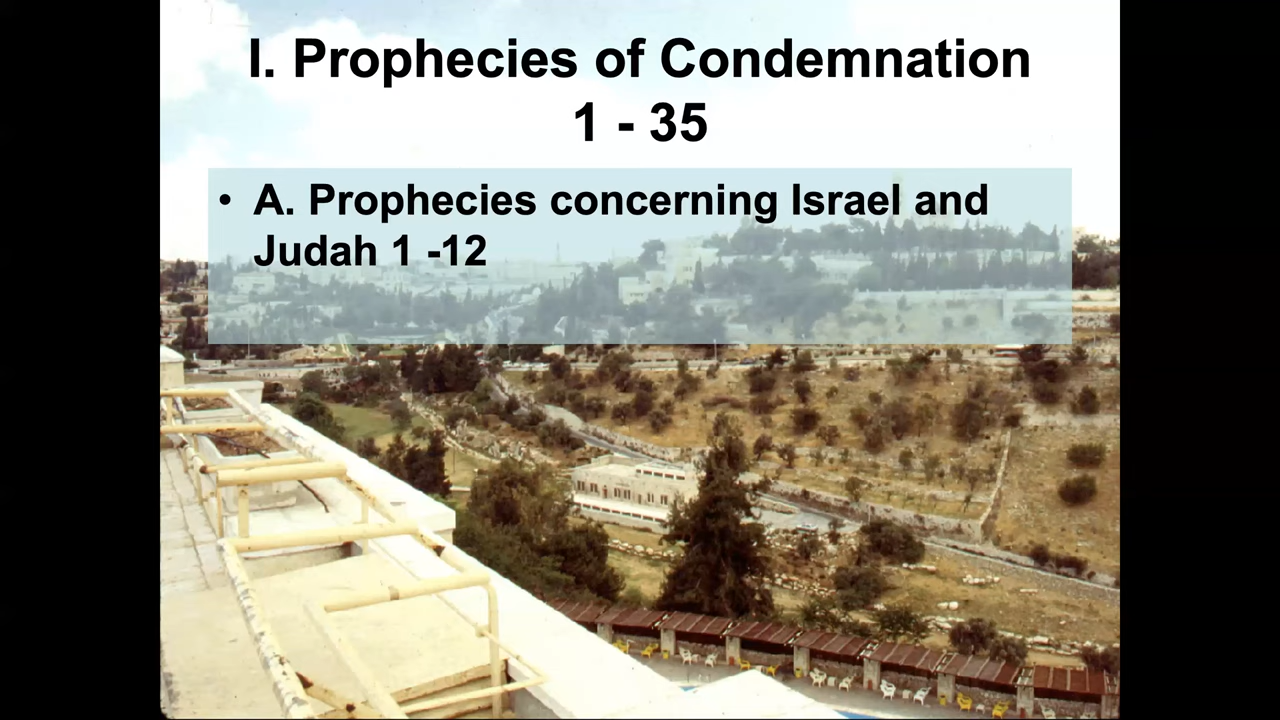 I. Prophecies of Condemnation
1 - 35
• A. Prophecies concerning Israel and
Judah 1 -12